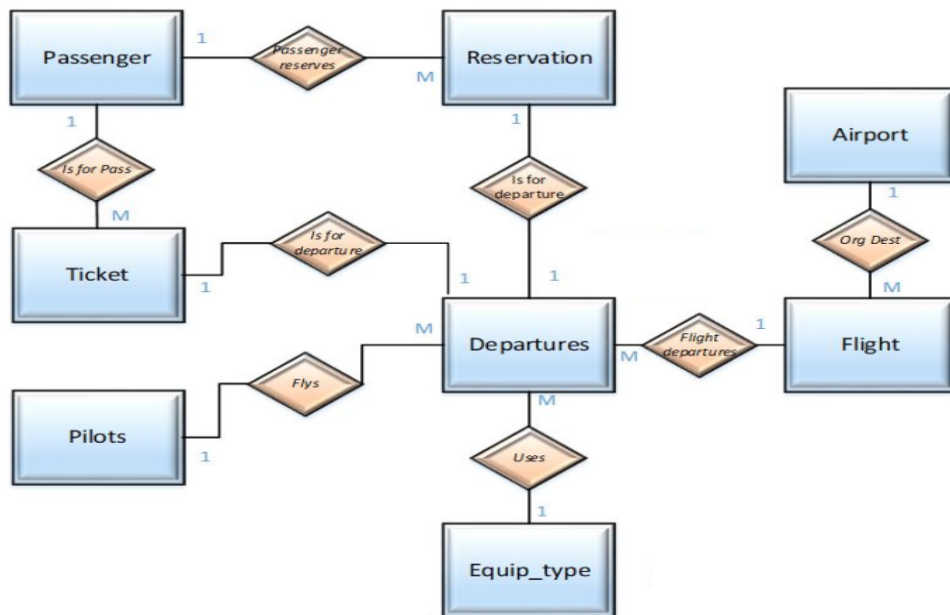 Passenger
1
Passenger
reserves
M
Reservation
1
Is for Pass
M
1
Is for
departure
1
Airport
1
Org Dest
M
Ticket
1
Is for
departure
1
Departures
M
M
Flight
departures
1
Flight
Pilots
1
Flys
M
Uses
1
Equip_type